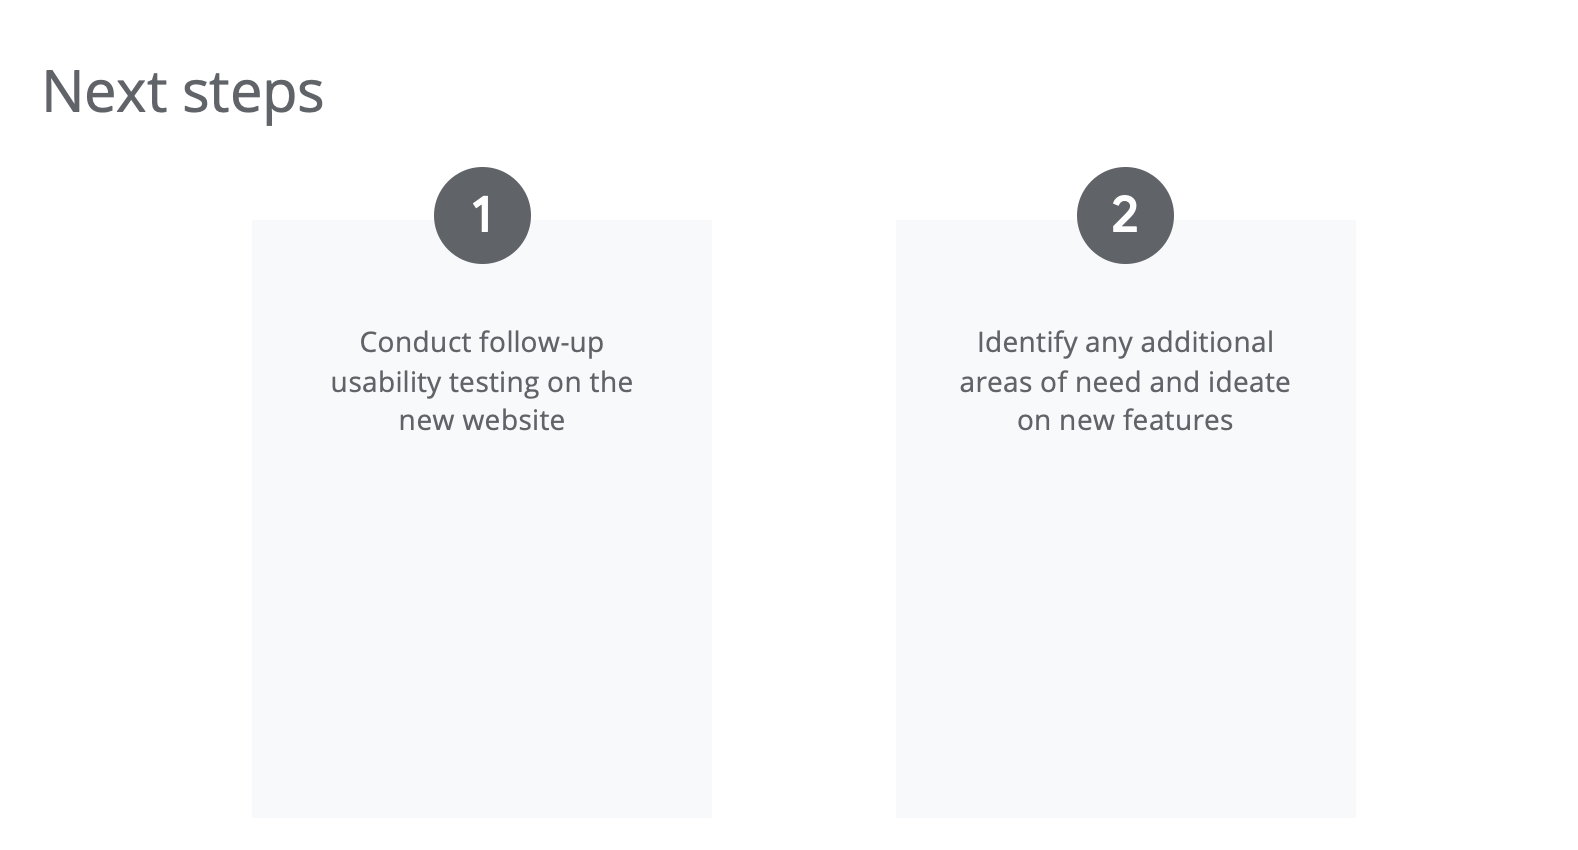 Next steps
1
Conduct follow-up
usability testing on the
new website
2
Identify any additional
areas of need and ideate
on new features